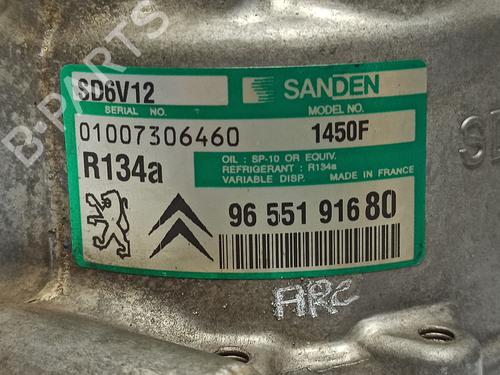 B-PARTS
SD6V12
SANDEN
SERIAL NO.
MODEL NO.
01007306460
1450F
R134a
OIL : SP-10 OR EQUIV.
REFRIGERANT : R134a
VARIABLE DISP. MADE IN FRANCE
96 551 916 80
ARC